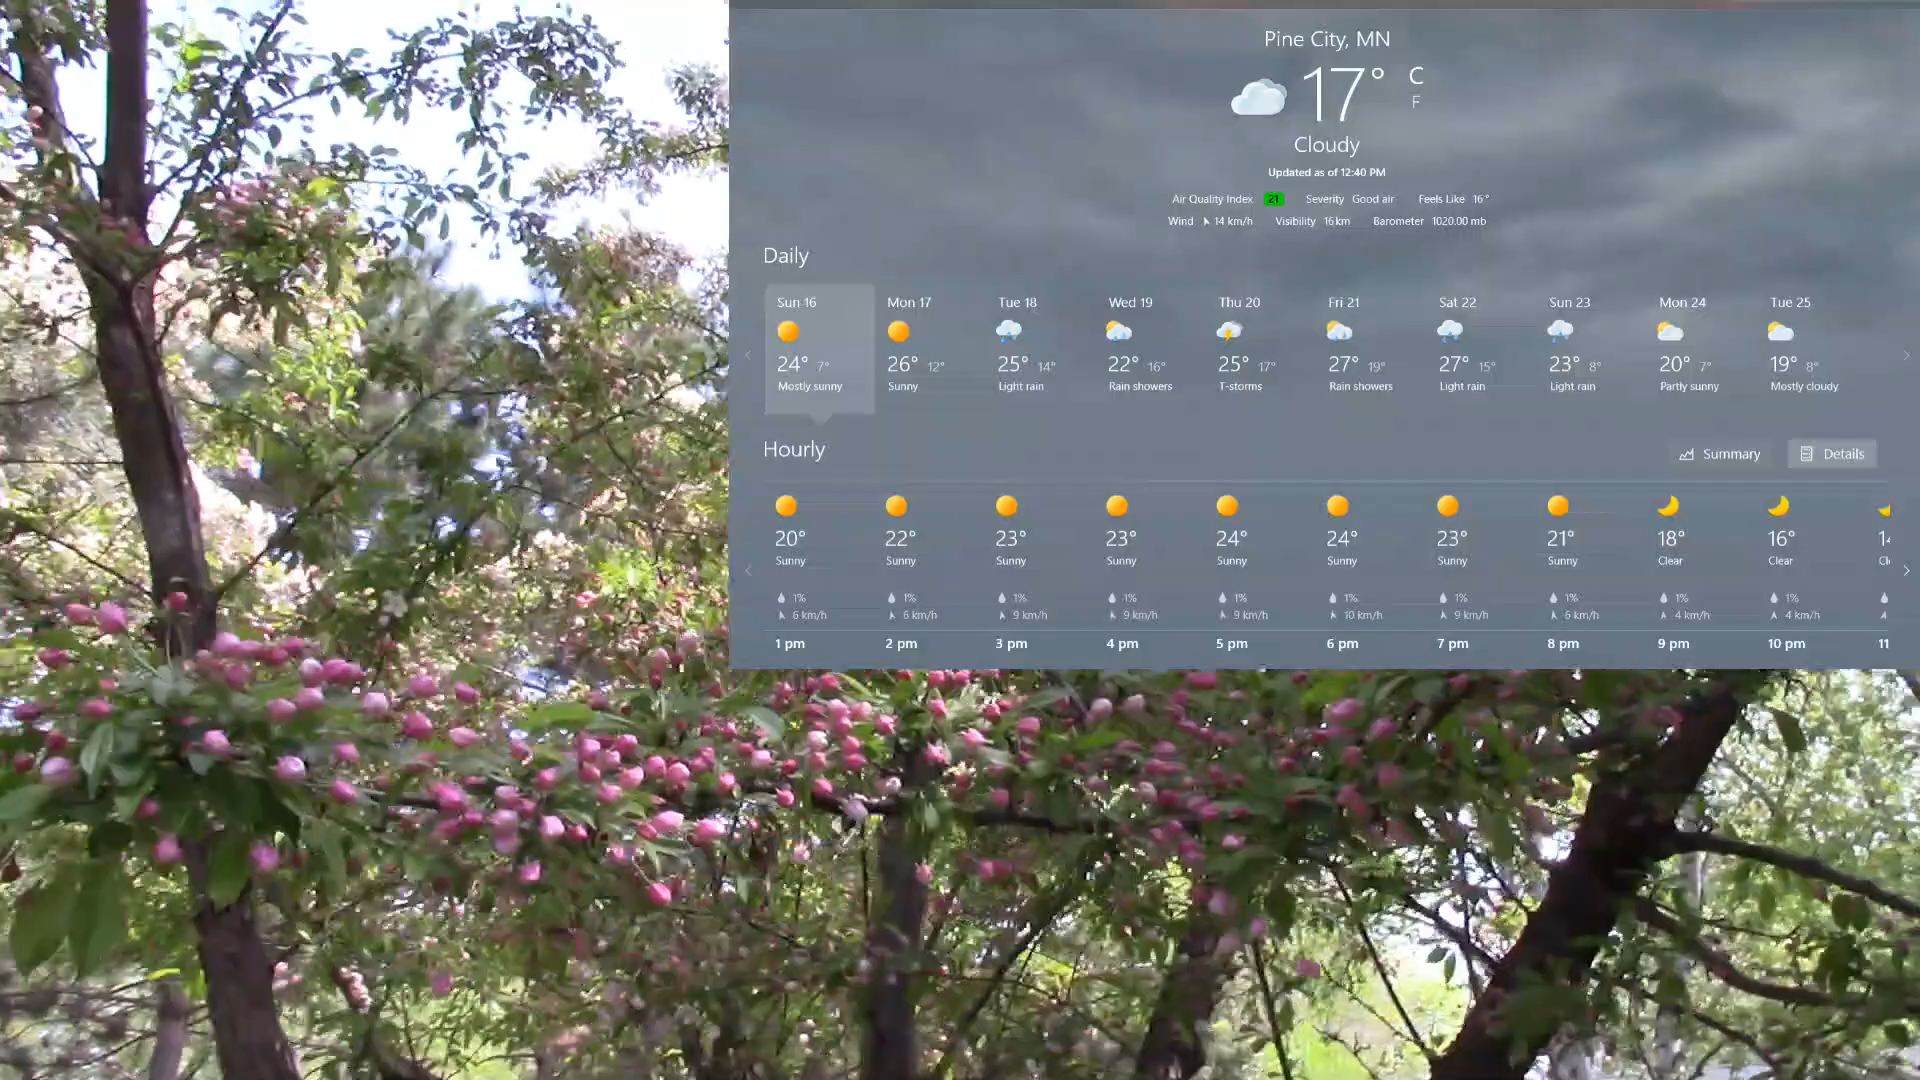 Pine City, MN
17° C
F
Cloudy
Updated as of 12:40 PM
Air Quality Index 21 Severity Good air Feels Like 16°
Wind 14 km/h Visibility 16 km Barometer 1020.00 mb
Daily
Sun 16 Mon 17 Tue 18 Wed 19 Thu 20 Fri 21 Sat 22 Sun 23 Mon 24 Tue 25
24° 7° 26° 12° 25° 14° 22° 16° 25° 17° 27° 19° 27° 15° 23° 8° 20° 7° 19° 8°
Mostly sunny Sunny Light rain Rain showers T-storms Rain showers Light rain Light rain Partly sunny Mostly cloudy
Hourly Summary Details
20° 22° 23° 23° 24° 24° 23° 21° 18° 16°
Sunny Sunny Sunny Sunny Sunny Sunny Sunny Sunny Clear Clear
1% 1% 1% 1% 1% 1% 1% 1% 1% 1%
6 km/h 6 km/h 9 km/h 9 km/h 9 km/h 10 km/h 9 km/h 6 km/h 4 km/h 4 km/h
1 pm 2 pm 3 pm 4 pm 5 pm 6 pm 7 pm 8 pm 9 pm 10 pm 11